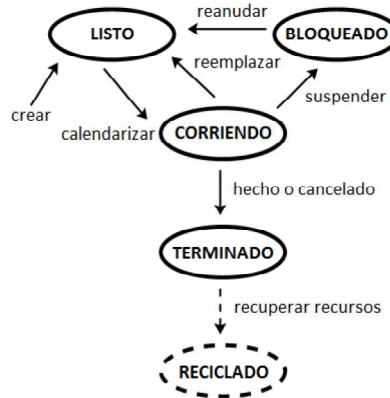 reanudar
LISTO
BLOQUEADO
reemplazar
suspender
crear
calendarizar
CORRIENDO
hecho o cancelado
TERMINADO
recuperar recursos
RECICLADO